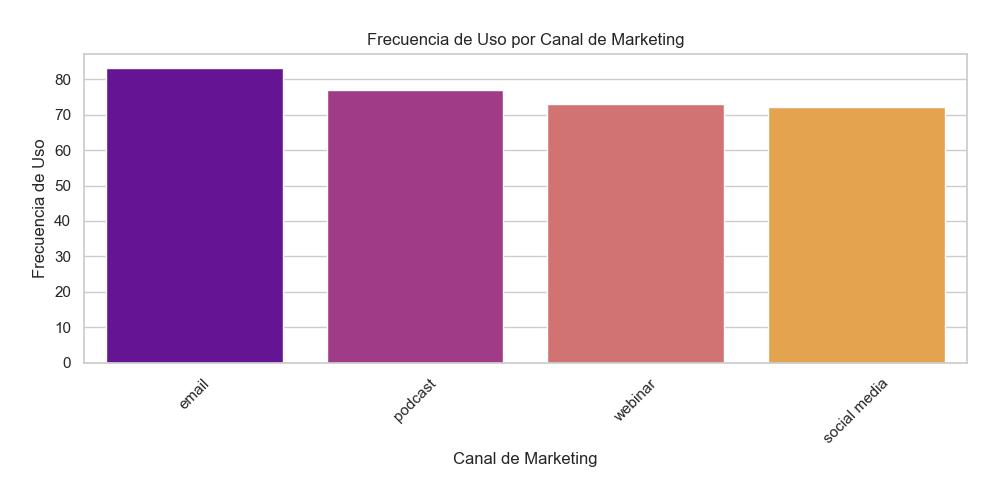 Frecuencia de Uso por Canal de Marketing
Frecuencia de Uso
80
70
60
50
40
30
20
10
0
email
podcast
webinar
social media
Canal de Marketing